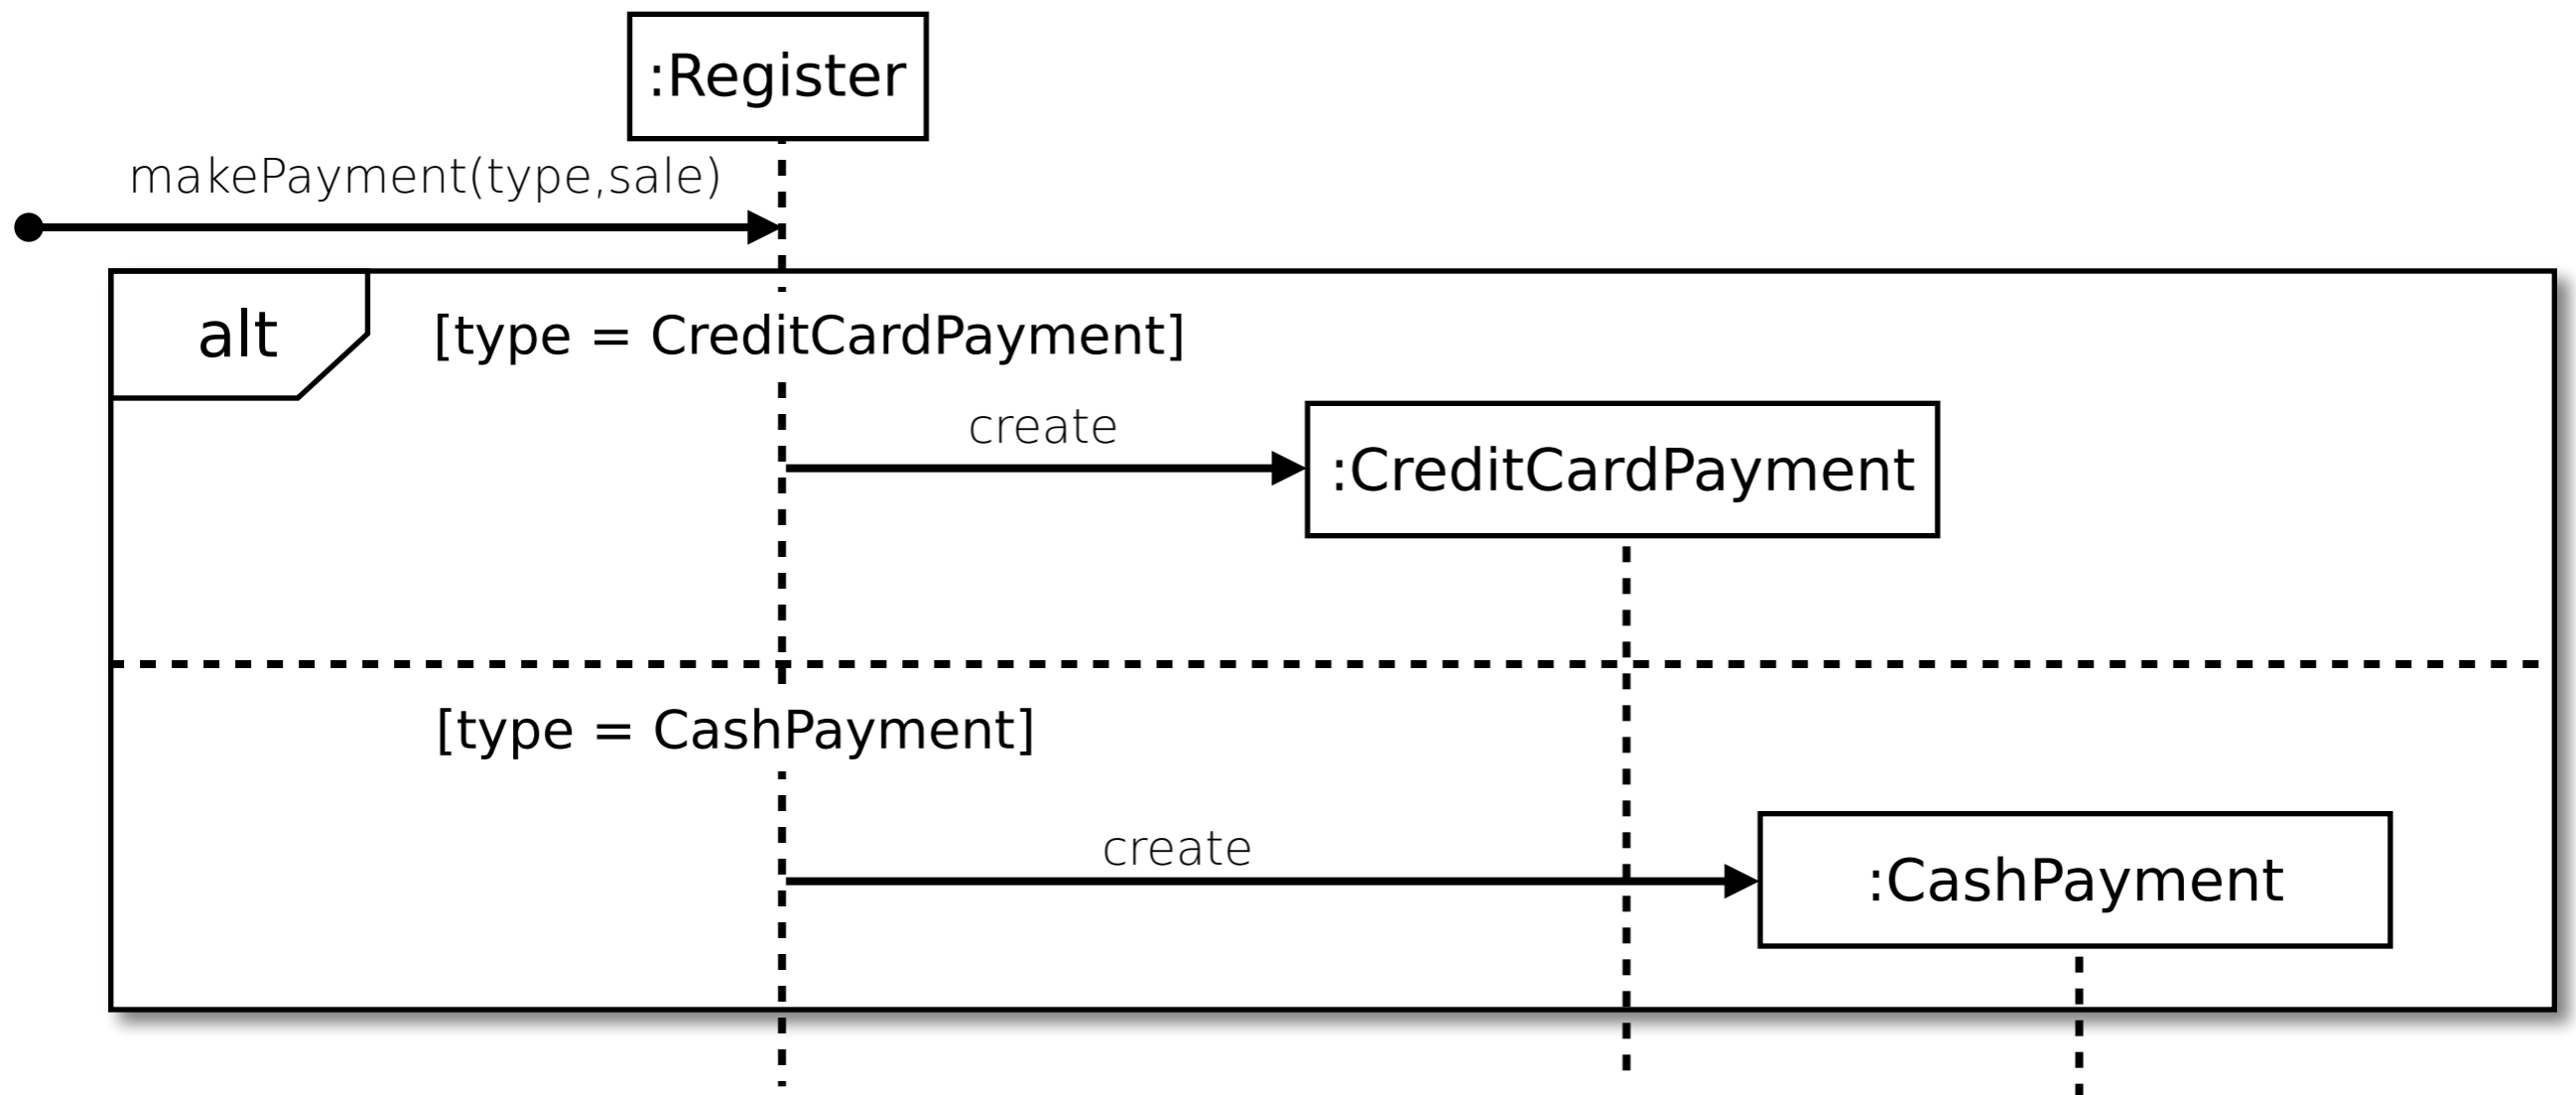 :Register
makePayment(type,sale)
alt
[type = CreditCardPayment]
create
:CreditCardPayment
[type = CashPayment]
create
:CashPayment